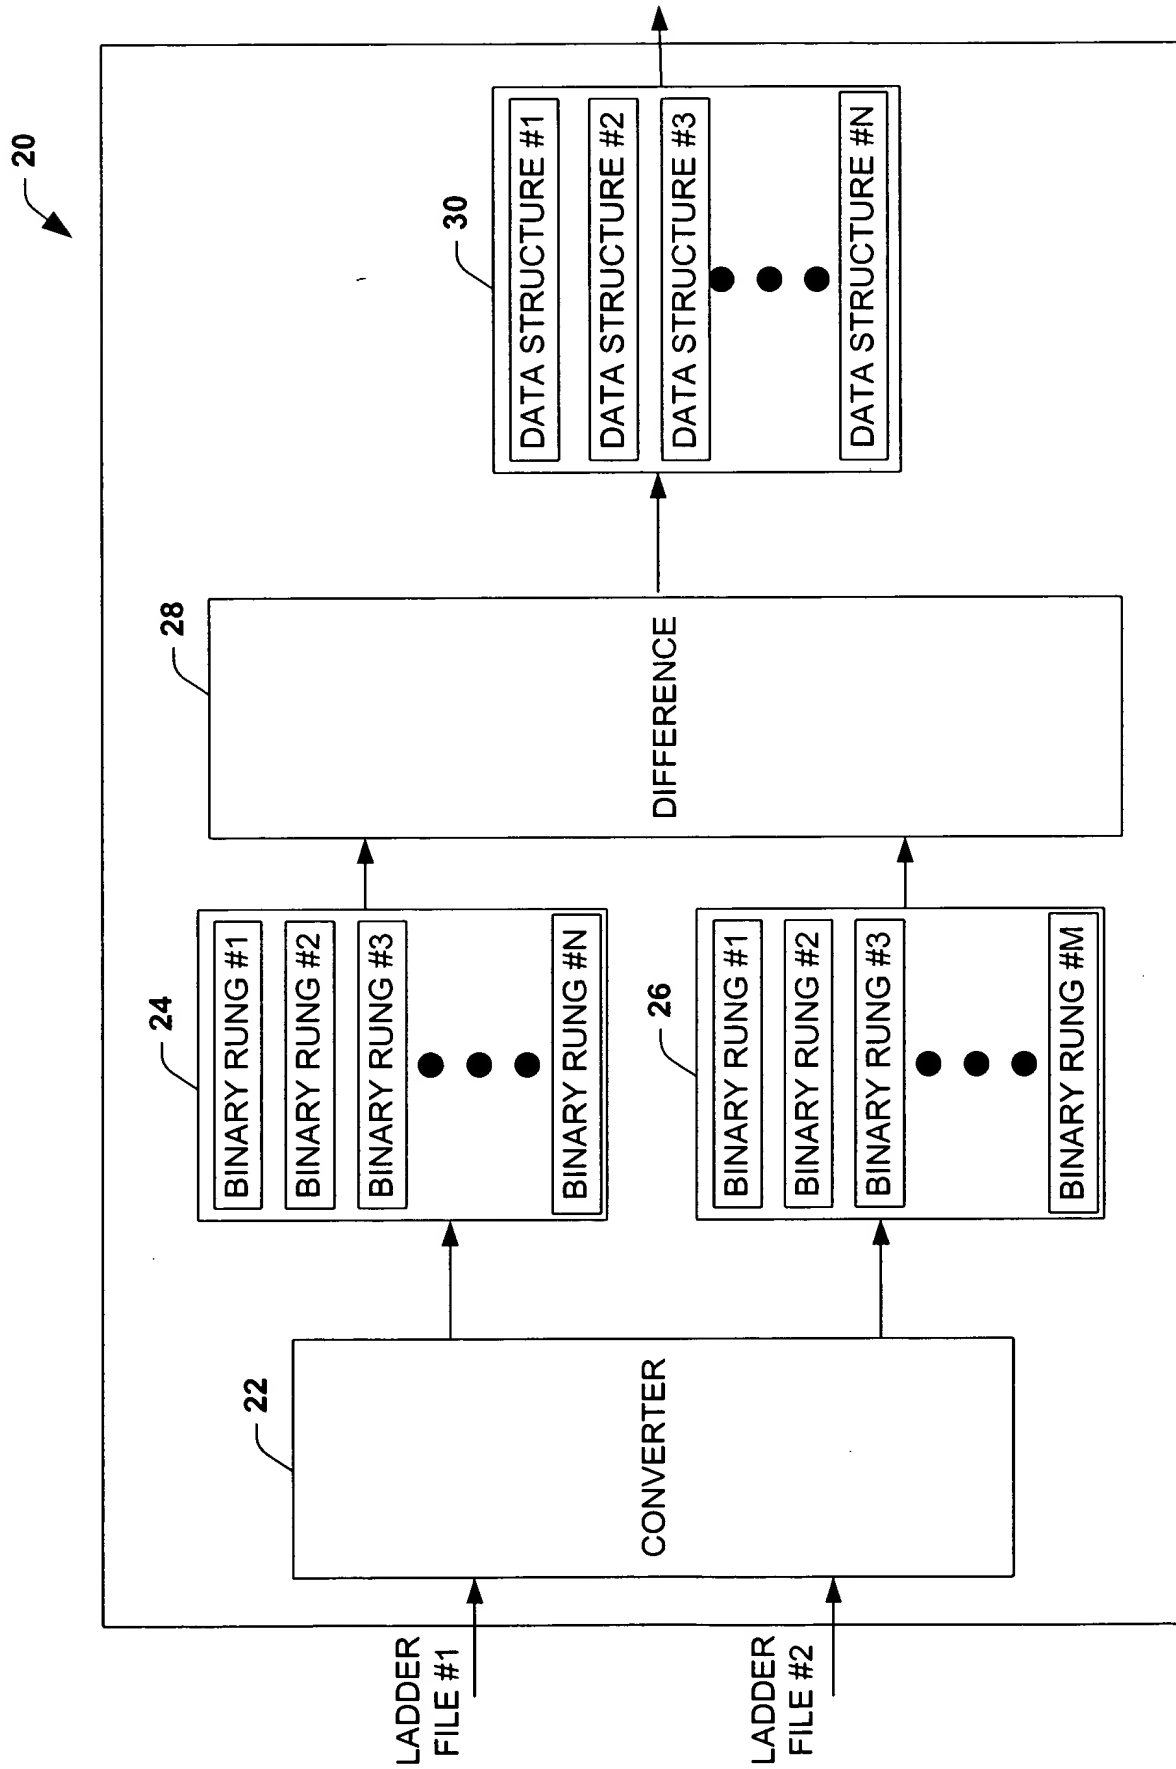 20
LADDER
FILE #1
LADDER
FILE #2
22
CONVERTER
24
BINARY RUNG #1
BINARY RUNG #2
BINARY RUNG #3
BINARY RUNG #N
26
BINARY RUNG #1
BINARY RUNG #2
BINARY RUNG #3
BINARY RUNG #M
28
DIFFERENCE
30
DATA STRUCTURE #1
DATA STRUCTURE #2
DATA STRUCTURE #3
DATA STRUCTURE #N